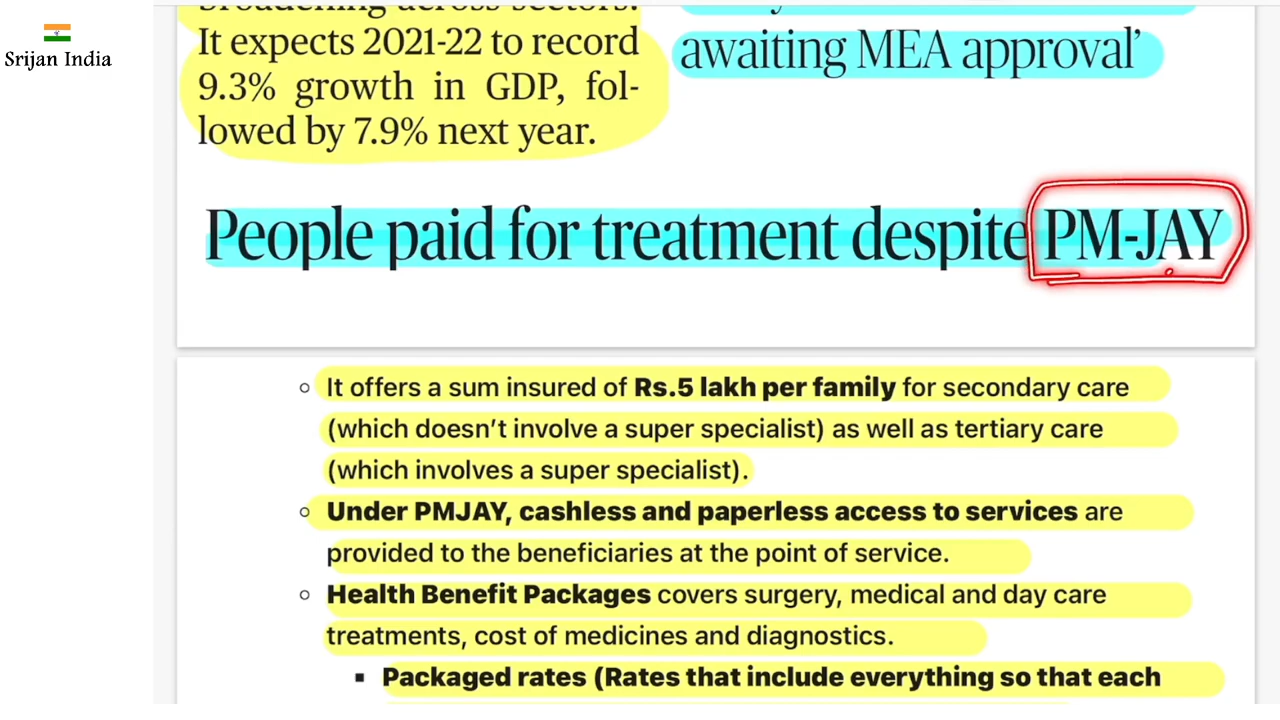 Srijan India
broadening across sectors.
It expects 2021-22 to record
9.3% growth in GDP, fol-
lowed by 7.9% next year.
awaiting MEA approval’
People paid for treatment despite PM-JAY
It offers a sum insured of Rs.5 lakh per family for secondary care
(which doesn’t involve a super specialist) as well as tertiary care
(which involves a super specialist).
Under PMJAY, cashless and paperless access to services are
provided to the beneficiaries at the point of service.
Health Benefit Packages covers surgery, medical and day care
treatments, cost of medicines and diagnostics.
Packaged rates (Rates that include everything so that each